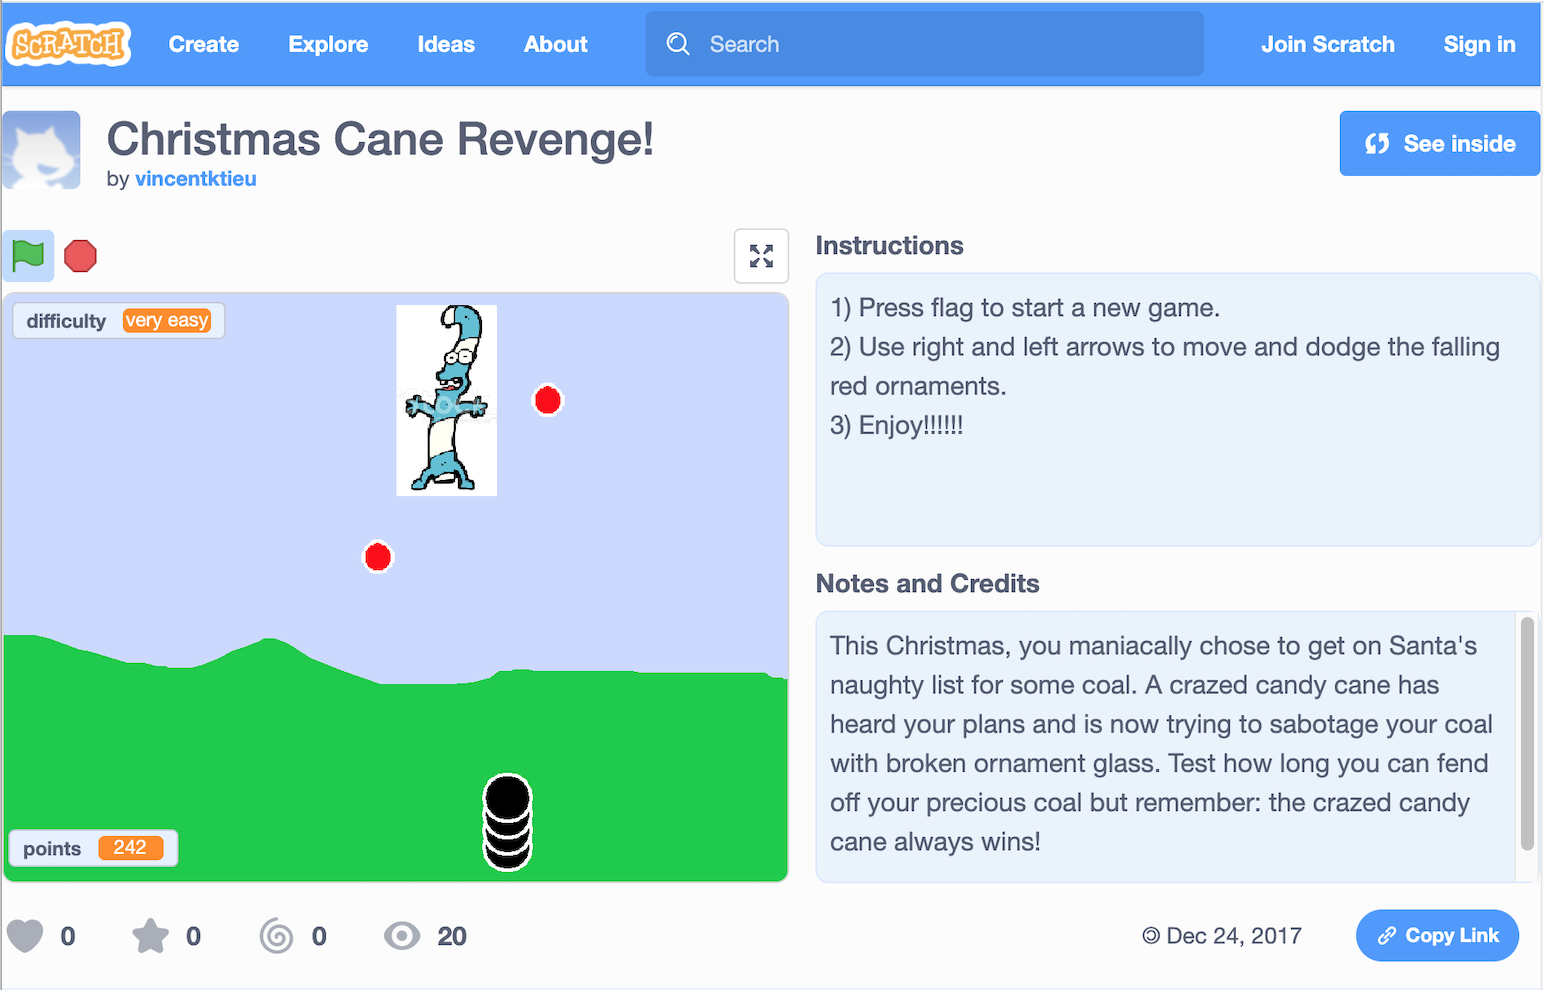 SCRATCH Create Explore Ideas About Search Join Scratch Sign in
Christmas Cane Revenge!
by vincentktieu
See inside
difficulty very easy
points 242
Instructions
1) Press flag to start a new game.
2) Use right and left arrows to move and dodge the falling
red ornaments.
3) Enjoy!!!!!!
Notes and Credits
This Christmas, you maniacally chose to get on Santa's
naughty list for some coal. A crazed candy cane has
heard your plans and is now trying to sabotage your coal
with broken ornament glass. Test how long you can fend
off your precious coal but remember: the crazed candy
cane always wins!
0 0 0 20
Dec 24, 2017
Copy Link